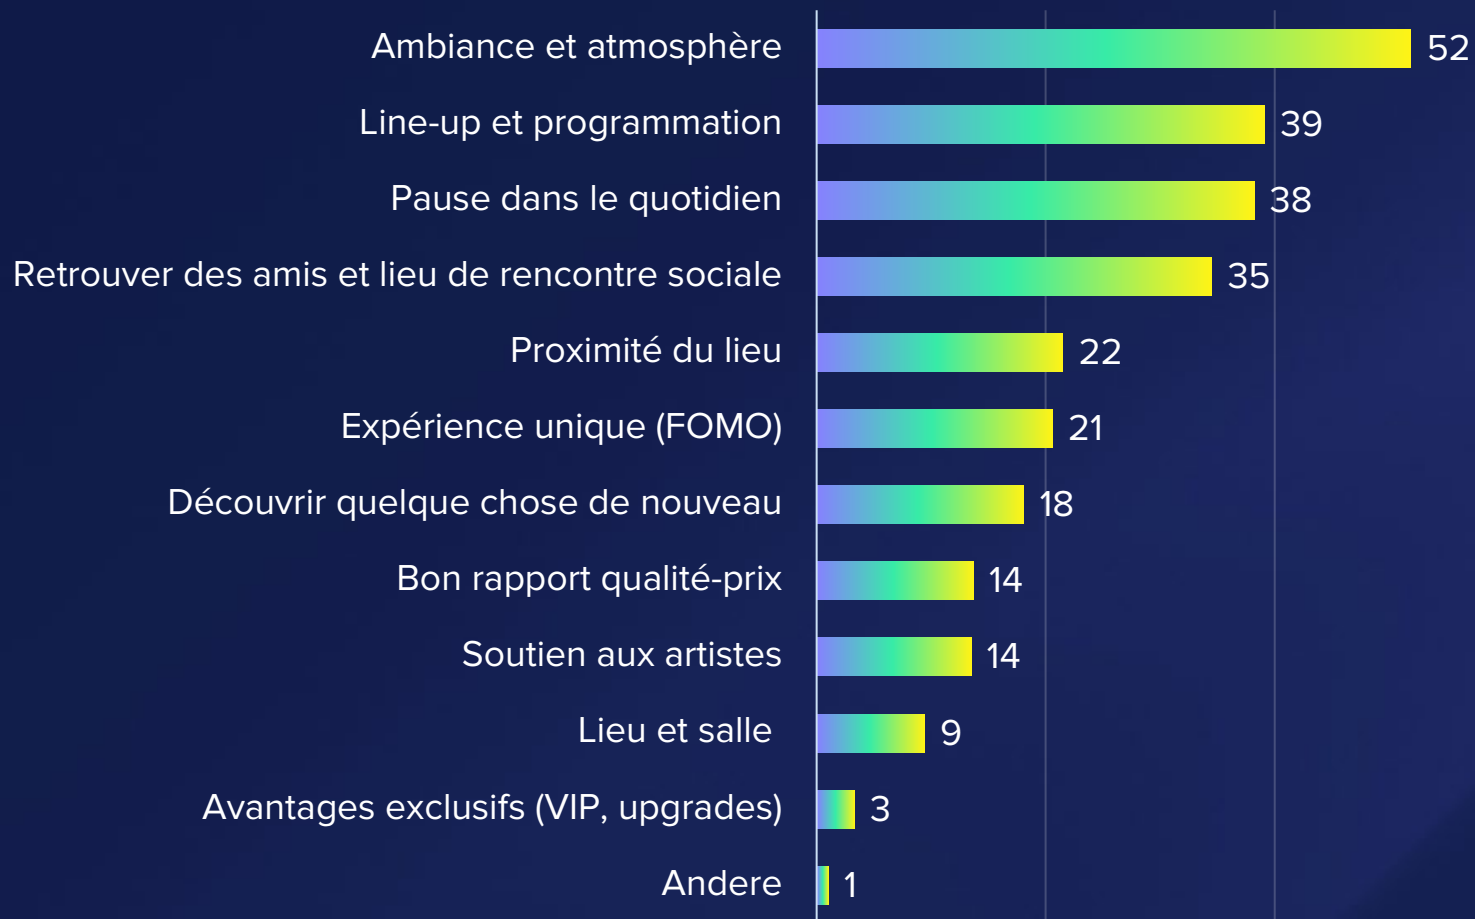 Ambiance et atmosphère 52
Line-up et programmation 39
Pause dans le quotidien 38
Retrouver des amis et lieu de rencontre sociale 35
Proximité du lieu 22
Expérience unique (FOMO) 21
Découvrir quelque chose de nouveau 18
Bon rapport qualité-prix 14
Soutien aux artistes 14
Lieu et salle 9
Avantages exclusifs (VIP, upgrades) 3
Andere 1